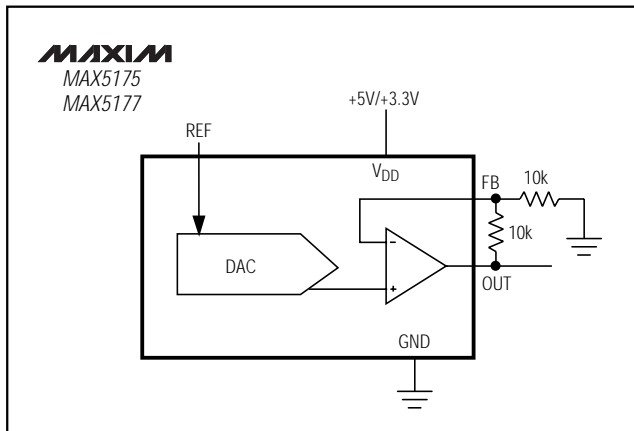 MAXIM
MAX5175
MAX5177
+5V/+3.3V
REF
VDD
FB
10k
10k
DAC
-
+
OUT
GND